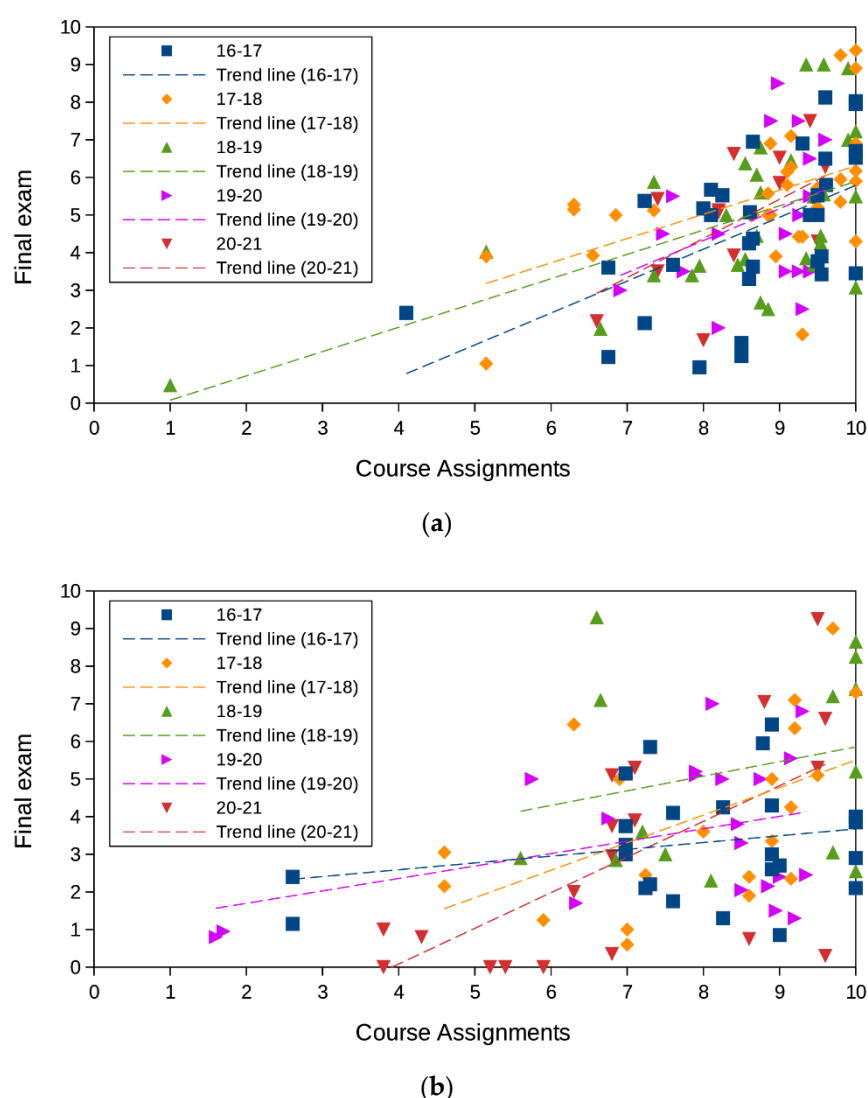 10
9
8
7
6
5
4
3
2
1
0
Final exam
16-17
Trend line (16-17)
17-18
Trend line (17-18)
18-19
Trend line (18-19)
19-20
Trend line (19-20)
20-21
Trend line (20-21)
0 1 2 3 4 5 6 7 8 9 10
Course Assignments
(a)
10
9
8
7
6
5
4
3
2
1
0
Final exam
16-17
Trend line (16-17)
17-18
Trend line (17-18)
18-19
Trend line (18-19)
19-20
Trend line (19-20)
20-21
Trend line (20-21)
0 1 2 3 4 5 6 7 8 9 10
Course Assignments
(b)